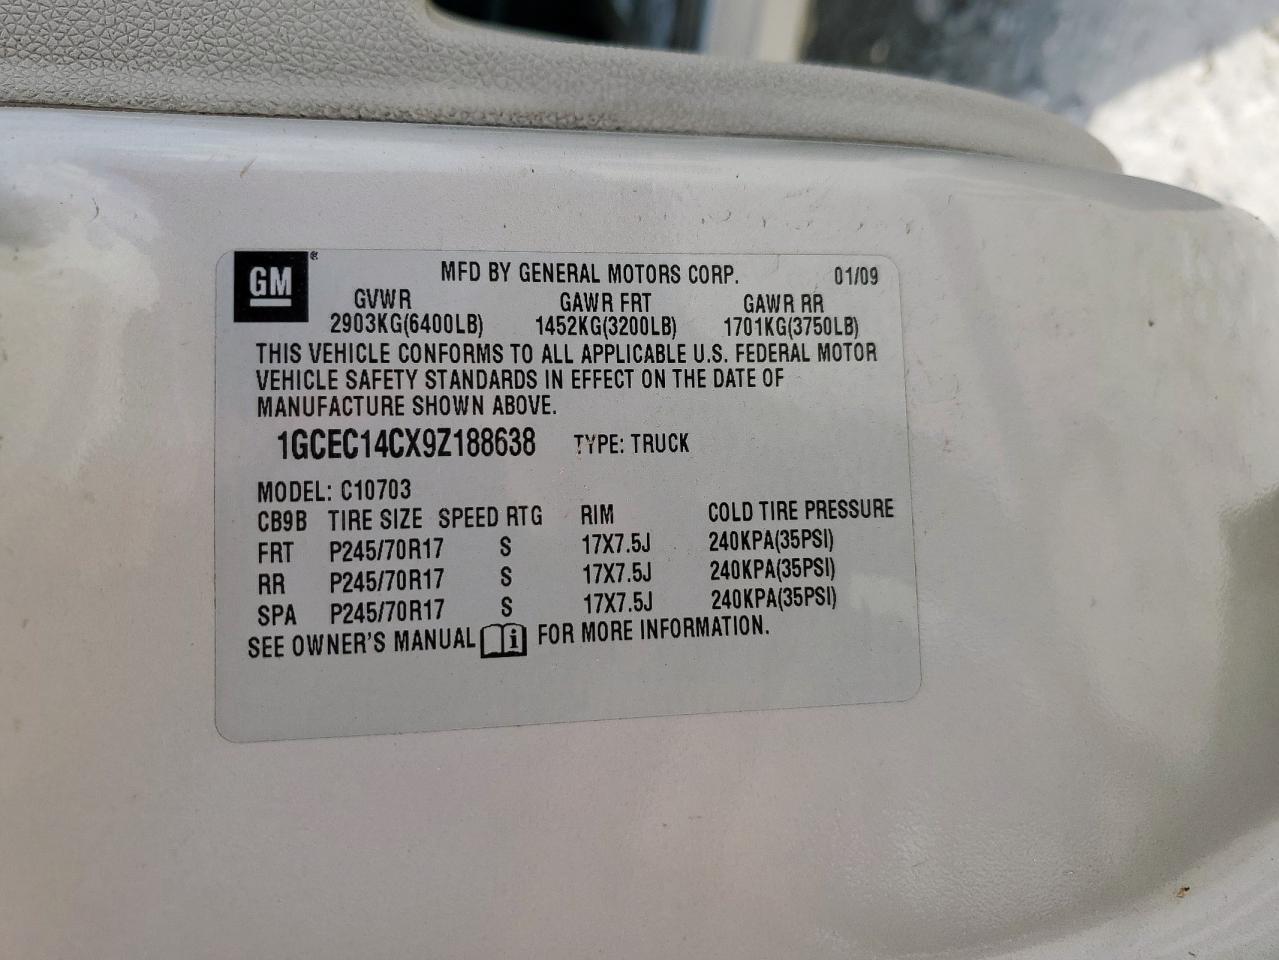 GM® MFD BY GENERAL MOTORS CORP. 01/09
GVWR GAWR FRT GAWR RR
2903KG(6400LB) 1452KG(3200LB) 1701KG(3750LB)
THIS VEHICLE CONFORMS TO ALL APPLICABLE U.S. FEDERAL MOTOR
VEHICLE SAFETY STANDARDS IN EFFECT ON THE DATE OF
MANUFACTURE SHOWN ABOVE.
1GCEC14CX9Z188638 TYPE: TRUCK
MODEL: C10703
CB9B TIRE SIZE SPEED RTG RIM COLD TIRE PRESSURE
FRT P245/70R17 S 17X7.5J 240KPA(35PSI)
RR P245/70R17 S 17X7.5J 240KPA(35PSI)
SPA P245/70R17 S 17X7.5J 240KPA(35PSI)
SEE OWNER'S MANUAL i FOR MORE INFORMATION.